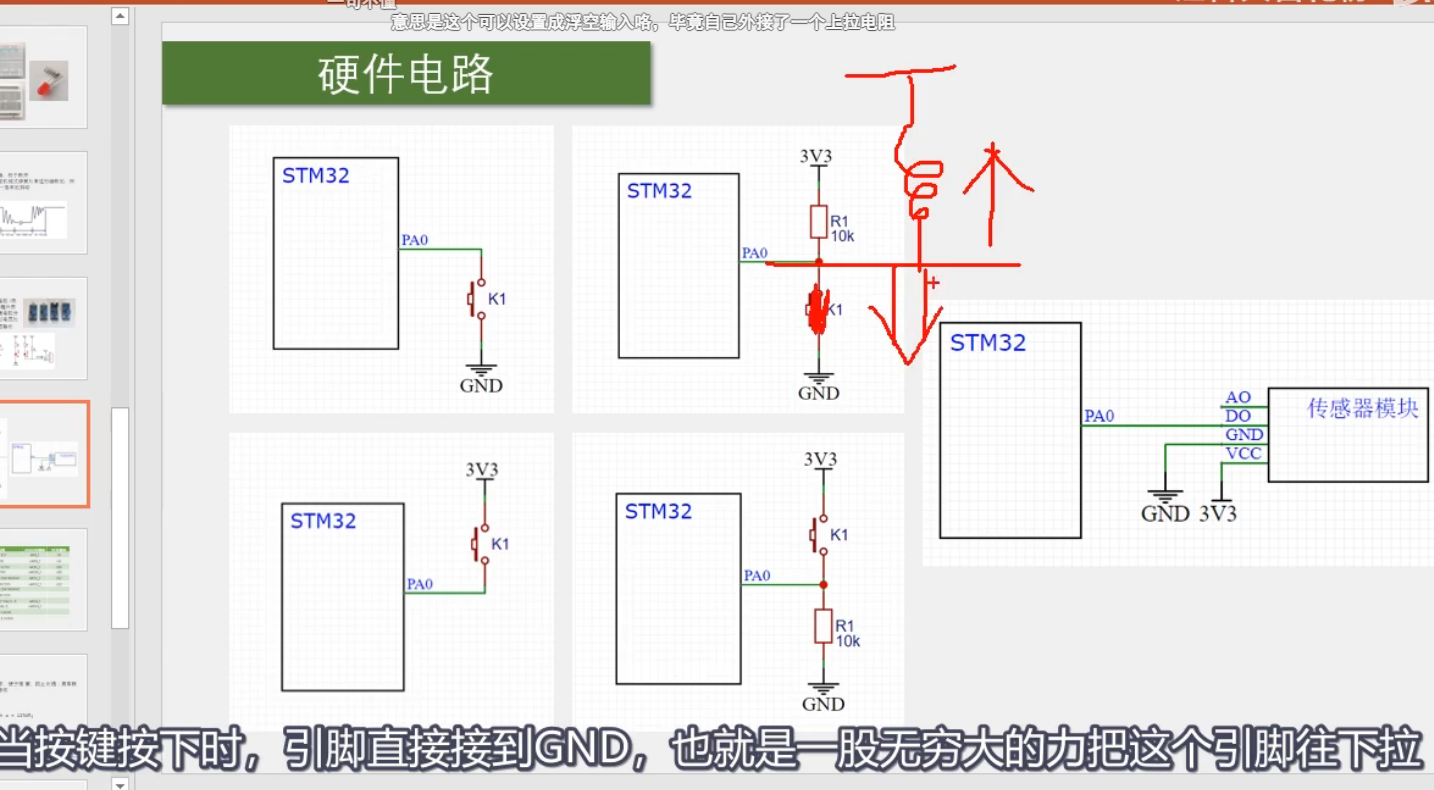 意思是这个可以设置成浮空输入咯，毕竟自己外接了一个上拉电阻
硬件电路
STM32
PA0
K1
GND
STM32
3V3
R1
10k
PA0
K1
GND
STM32
3V3
K1
PA0
STM32
3V3
K1
PA0
R1
10k
GND
STM32
PA0
AO
DO
GND
VCC
传感器模块
GND
3V3
当按键按下时，引脚直接接到GND，也就是一股无穷大的力把这个引脚往下拉